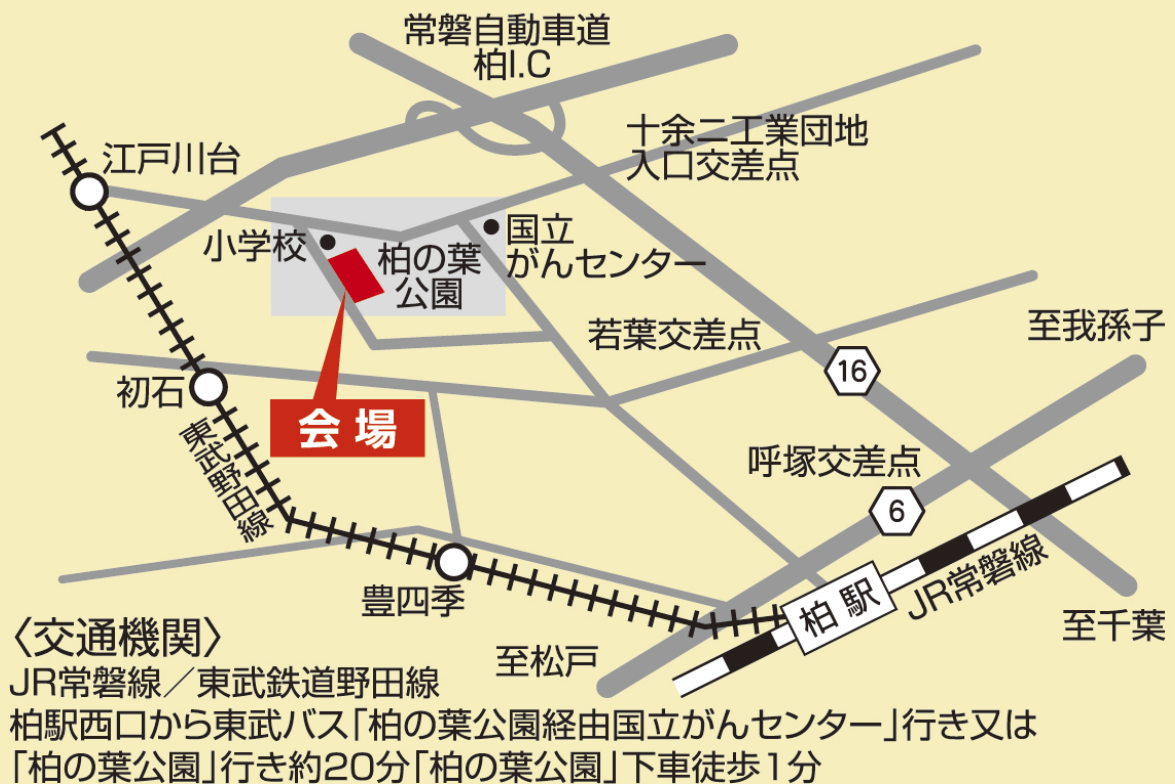 常磐自動車道
柏I.C
十余二工業団地
入口交差点
江戸川台
小学校
柏の葉
公園
国立
がんセンター
若葉交差点
至我孫子
16
初石
会場
東武野田線
呼塚交差点
6
JR常磐線
豊四季
柏駅
至千葉
至松戸
〈交通機関〉
JR常磐線／東武鉄道野田線
柏駅西口から東武バス「柏の葉公園経由国立がんセンター」行き又は
「柏の葉公園」行き約20分「柏の葉公園」下車徒歩1分